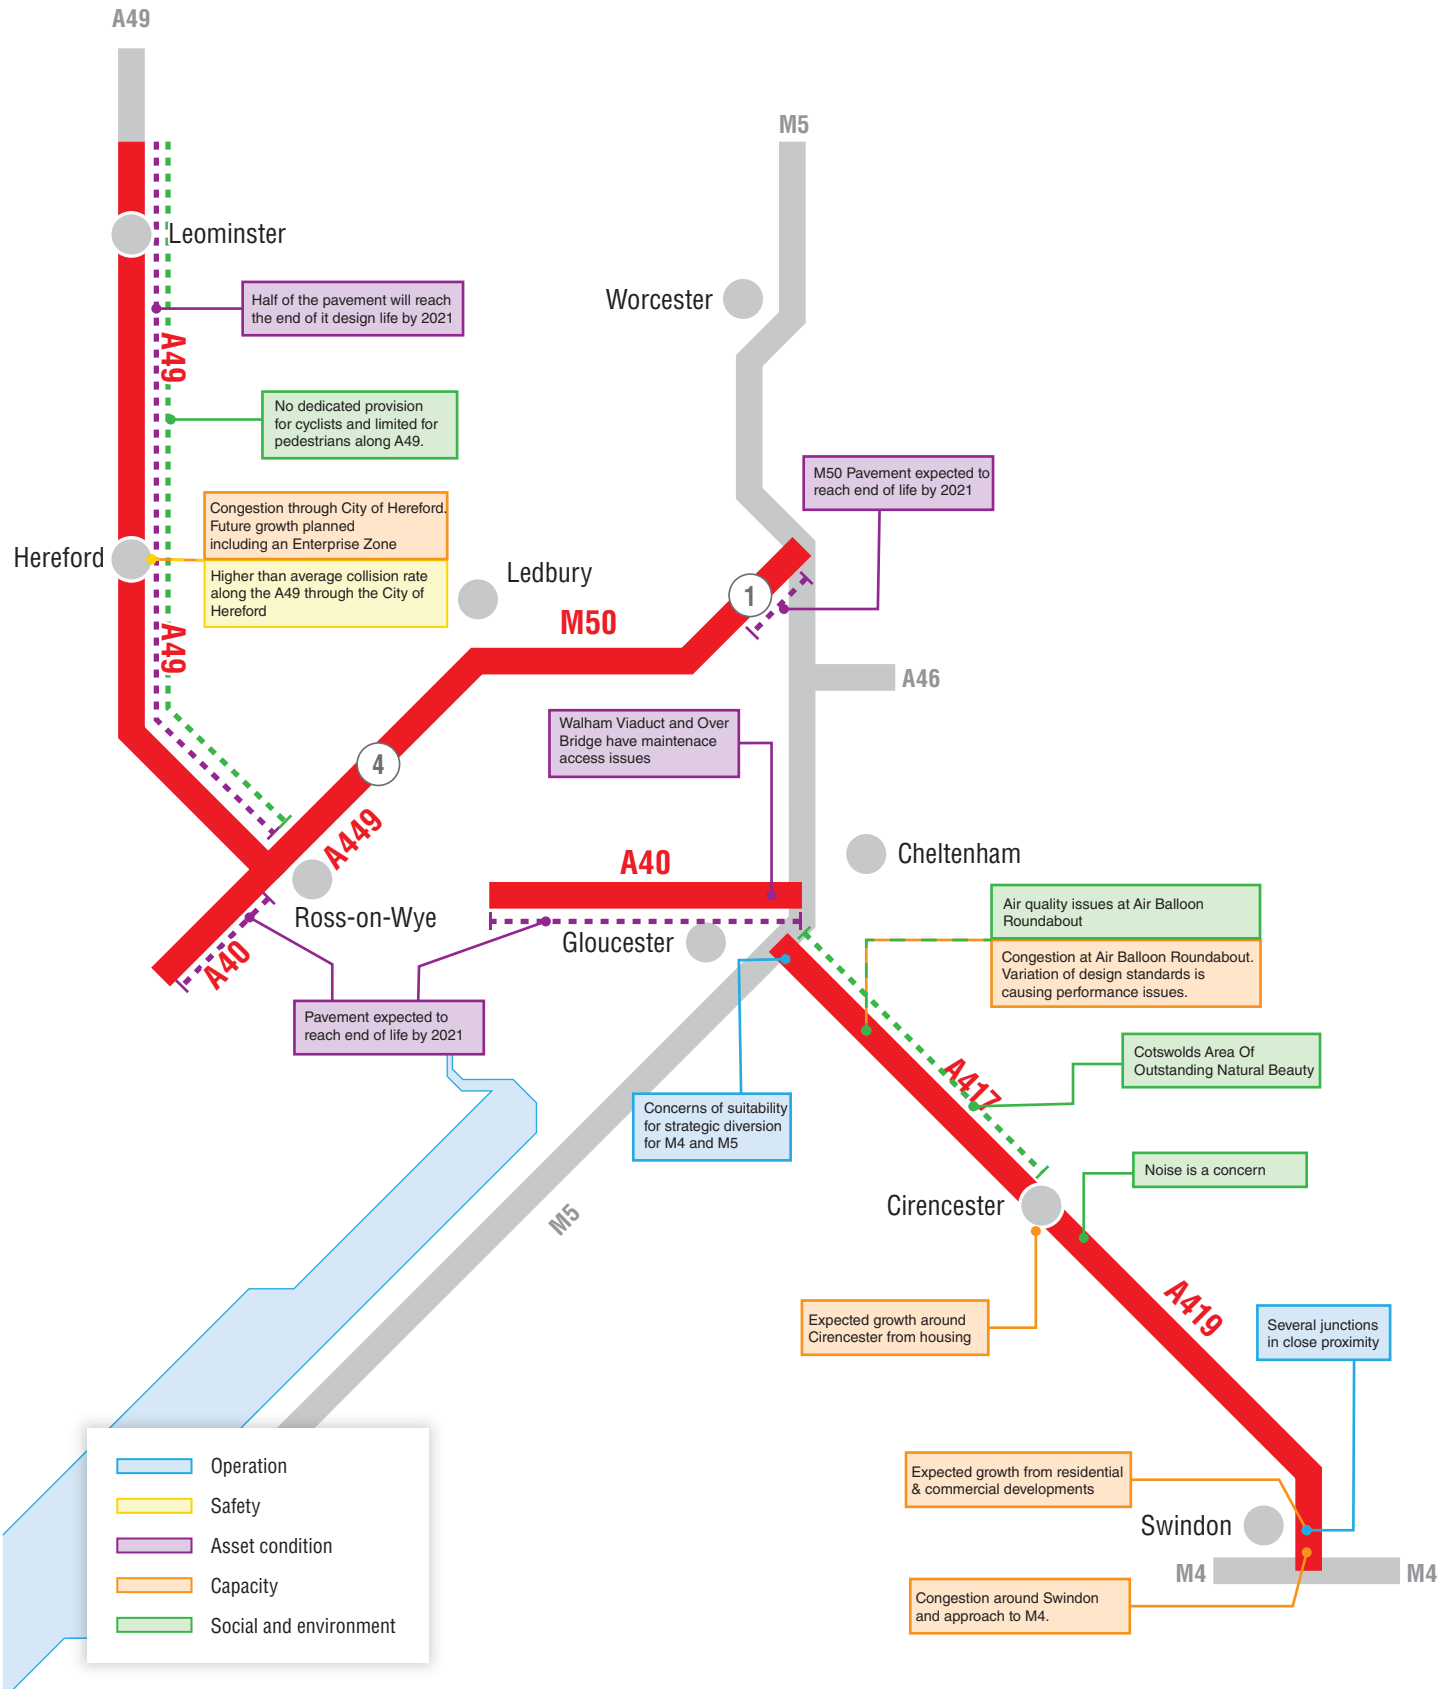 A49
M5
Leominster
Worcester
Half of the pavement will reach
the end of it design life by 2021
A49
No dedicated provision
for cyclists and limited for
pedestrians along A49.
M50 Pavement expected to
reach end of life by 2021
Congestion through City of Hereford.
Future growth planned
including an Enterprise Zone
Hereford
Higher than average collision rate
along the A49 through the City of
Hereford
Ledbury
1
M50
A49
A46
Walham Viaduct and Over
Bridge have maintenace
access issues
4
A449
A40
Cheltenham
Ross-on-Wye
Gloucester
A40
Air quality issues at Air Balloon
Roundabout
Congestion at Air Balloon Roundabout.
Variation of design standards is
causing performance issues.
Pavement expected to
reach end of life by 2021
Cotswolds Area Of
Outstanding Natural Beauty
A417
Concerns of suitability
for strategic diversion
for M4 and M5
Noise is a concern
Cirencester
M5
A419
Expected growth around
Cirencester from housing
Several junctions
in close proximity
Operation
Safety
Asset condition
Capacity
Social and environment
Expected growth from residential
& commercial developments
Swindon
M4
M4
Congestion around Swindon
and approach to M4.